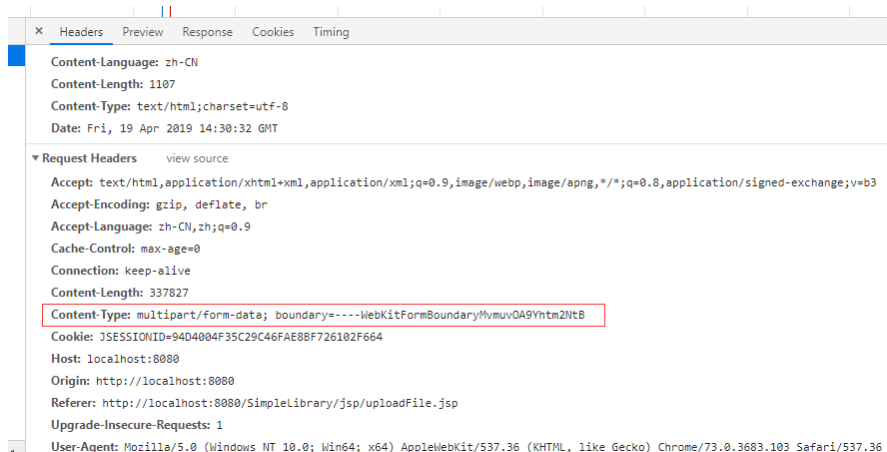 × Headers Preview Response Cookies Timing
Content-Language: zh-CN
Content-Length: 1107
Content-Type: text/html;charset=utf-8
Date: Fri, 19 Apr 2019 14:30:32 GMT
▼ Request Headers view source
Accept: text/html,application/xhtml+xml,application/xml;q=0.9,image/webp,image/apng,*/*;q=0.8,application/signed-exchange;v=b3
Accept-Encoding: gzip, deflate, br
Accept-Language: zh-CN,zh;q=0.9
Cache-Control: max-age=0
Connection: keep-alive
Content-Length: 337827
Content-Type: multipart/form-data; boundary=----WebKitFormBoundaryMvmuvOA9Yhtm2NtB
Cookie: JSESSIONID=94D4004F35C29C46FAE8BF726102F664
Host: localhost:8080
Origin: http://localhost:8080
Referer: http://localhost:8080/SimpleLibrary/jsp/uploadFile.jsp
Upgrade-Insecure-Requests: 1
User-Agent: Mozilla/5.0 (Windows NT 10.0; Win64; x64) AppleWebKit/537.36 (KHTML, like Gecko) Chrome/73.0.3683.103 Safari/537.36